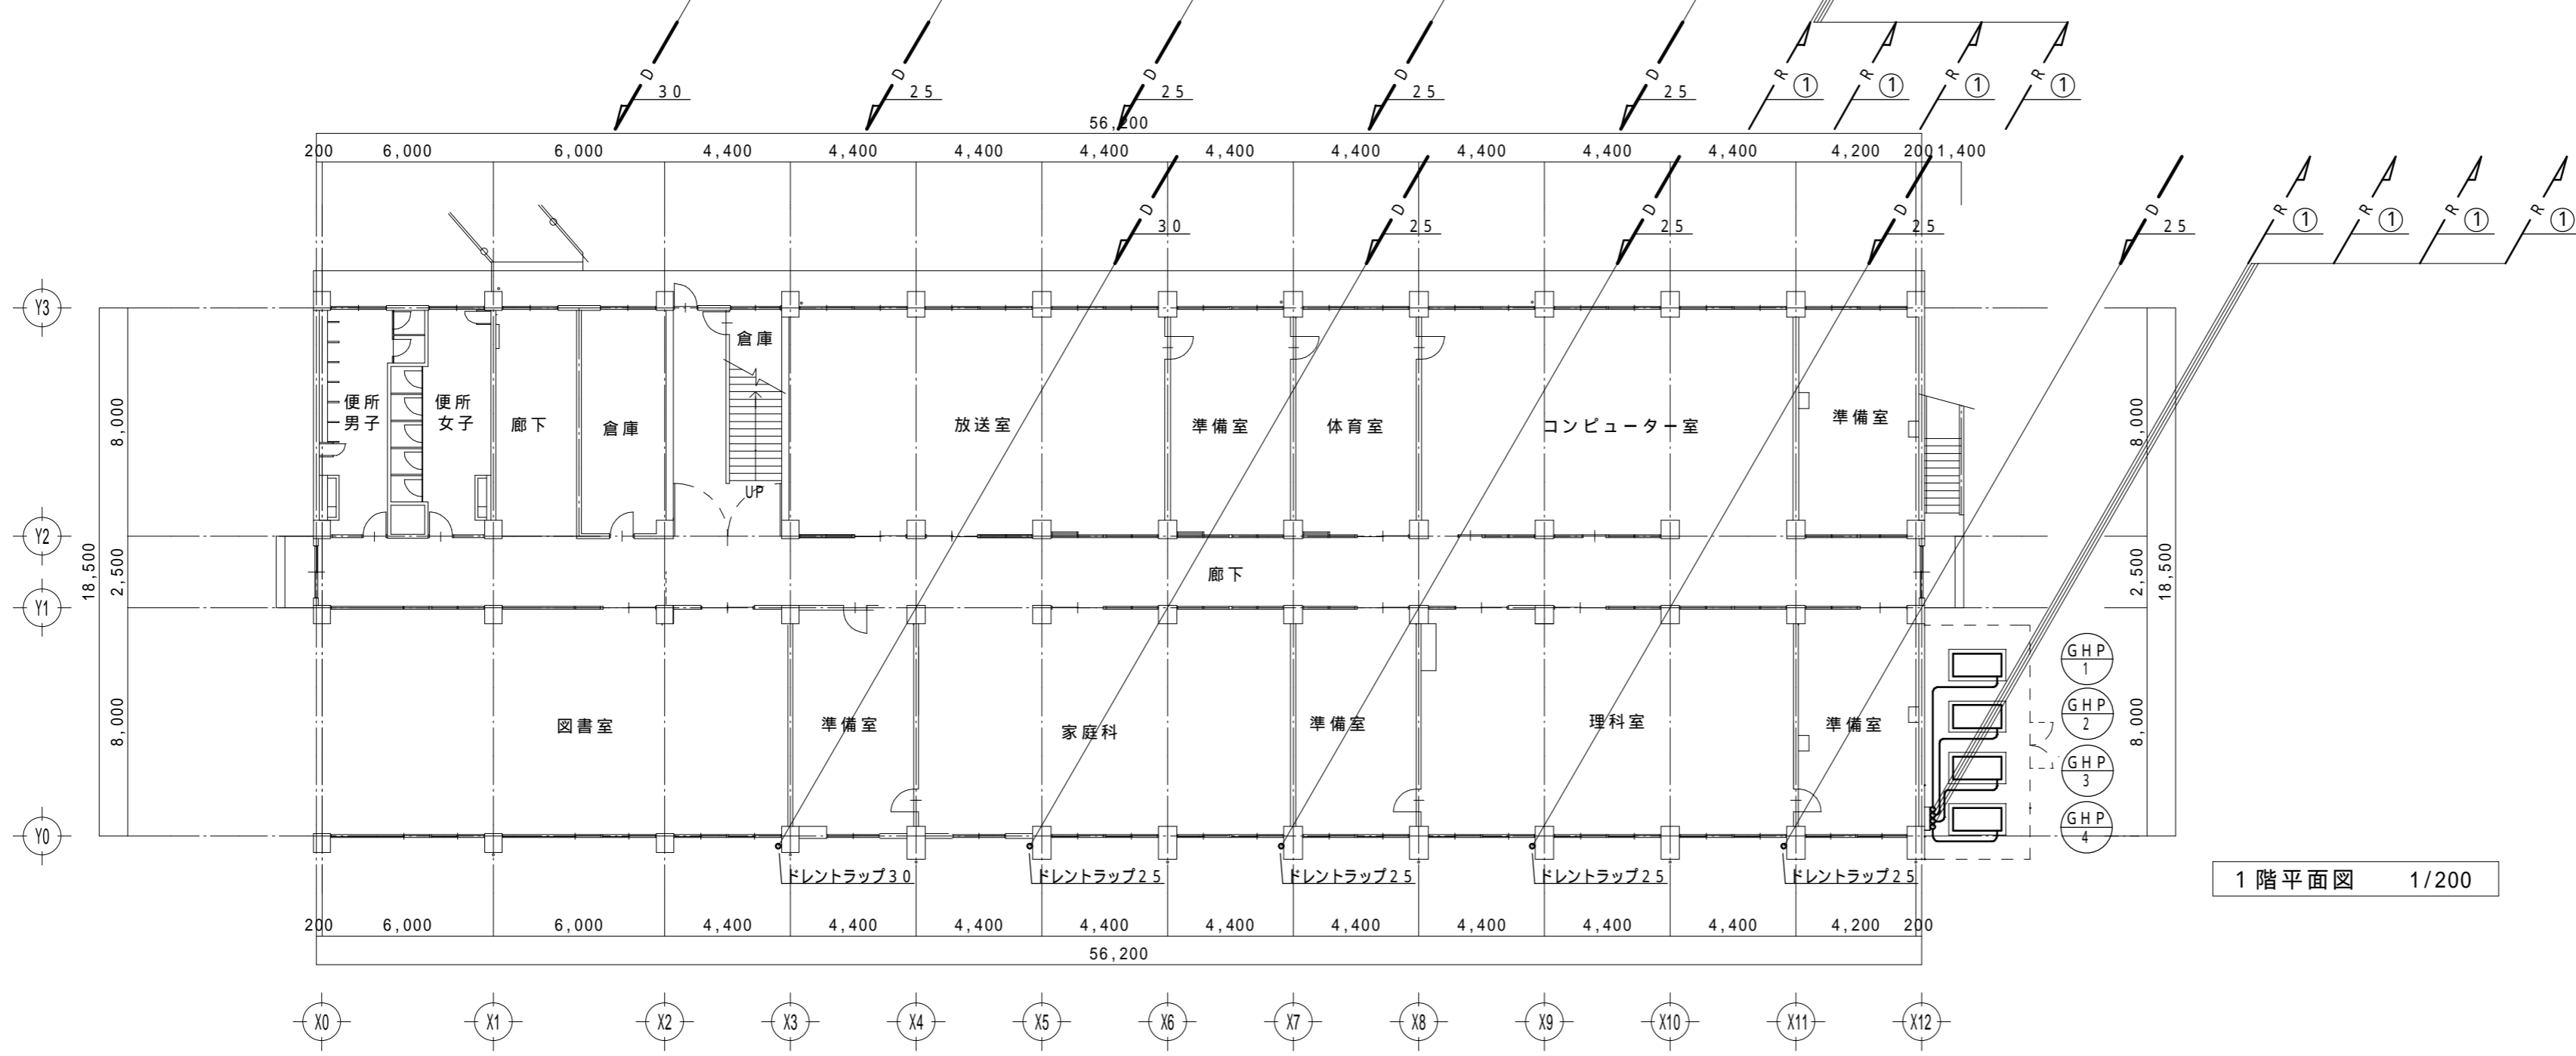 D D D D D R R R R
30 25 25 25 25 ① ① ① ①
56,200
200 6,000 6,000 4,400 4,400 4,400 4,400 4,400 4,400 4,400 4,400 4,400 4,200 200 1,400
D D D D D R R R R
30 25 25 25 25 ① ① ① ①
Y3
倉庫
8,000
便所
男子
便所
女子
廊下
倉庫
放送室
準備室
体育室
コンピューター室
準備室
8,000
UP
Y2
18,500
2,500
廊下
2,500
18,500
Y1
GHP
1
GHP
2
GHP
3
GHP
4
8,000
図書室
準備室
家庭科
準備室
理科室
準備室
8,000
Y0
ドレントラップ30
ドレントラップ25
ドレントラップ25
ドレントラップ25
ドレントラップ25
1階平面図 1/200
200 6,000 6,000 4,400 4,400 4,400 4,400 4,400 4,400 4,400 4,400 4,400 4,200 200
56,200
X0 X1 X2 X3 X4 X5 X6 X7 X8 X9 X10 X11 X12